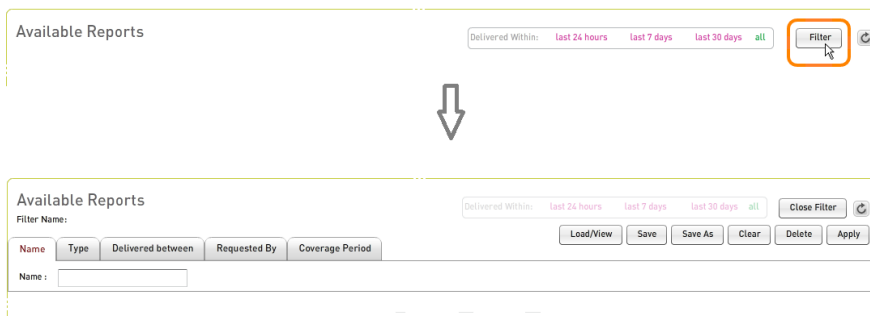 Available Reports
Delivered Within: last 24 hours last 7 days last 30 days all Filter
Available Reports
Delivered Within: last 24 hours last 7 days last 30 days all Close Filter
Filter Name:
Load/View Save Save As Clear Delete Apply
Name Type Delivered between Requested By Coverage Period
Name :